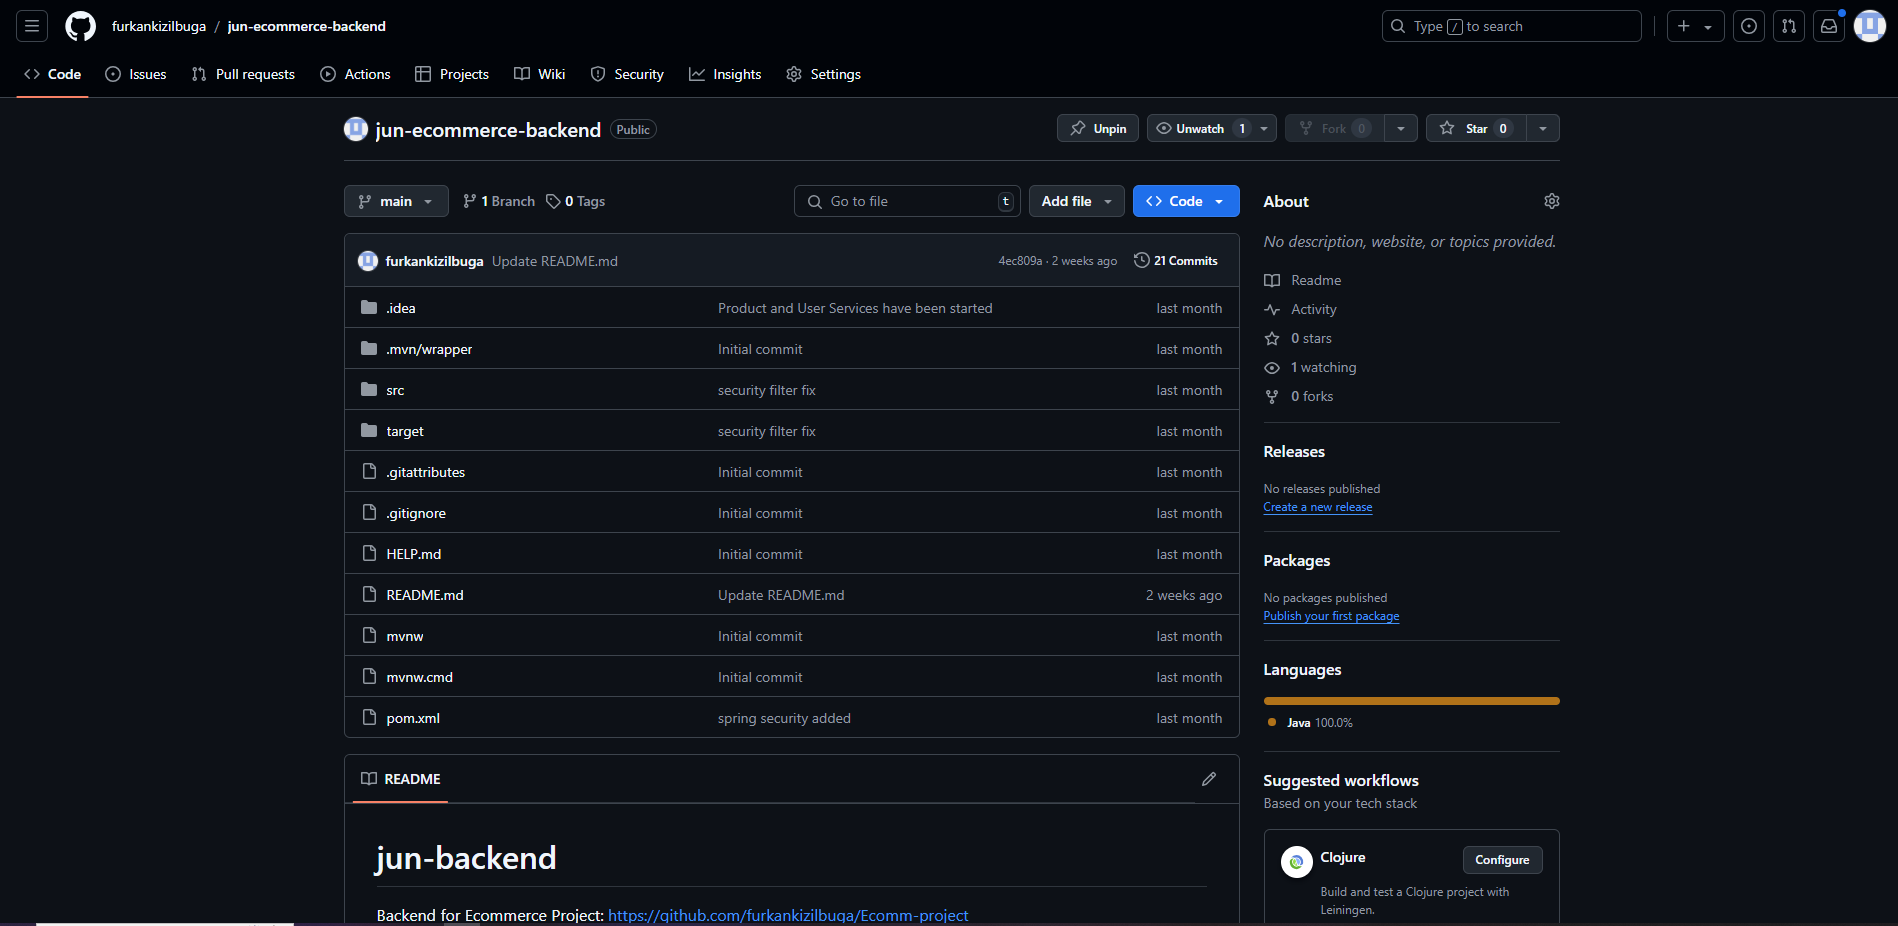 furkankizilbuga / jun-ecommerce-backend
Type / to search
Code Issues Pull requests Actions Projects Wiki Security Insights Settings
jun-ecommerce-backend Public
Unpin Unwatch 1 Fork 0 Star 0
main 1 Branch 0 Tags
Go to file t Add file Code
furkankizilbuga Update README.md 4ec809a · 2 weeks ago 21 Commits
.idea Product and User Services have been started last month
.mvn/wrapper Initial commit last month
src security filter fix last month
target security filter fix last month
.gitattributes Initial commit last month
.gitignore Initial commit last month
HELP.md Initial commit last month
README.md Update README.md 2 weeks ago
mvnw Initial commit last month
mvnw.cmd Initial commit last month
pom.xml spring security added last month
README
jun-backend
Backend for Ecommerce Project: https://github.com/furkankizilbuga/Ecomm-project
About
No description, website, or topics provided.
Readme
Activity
0 stars
1 watching
0 forks
Releases
No releases published
Create a new release
Packages
No packages published
Publish your first package
Languages
Java 100.0%
Suggested workflows
Based on your tech stack
Clojure Configure
Build and test a Clojure project with
Leiningen.